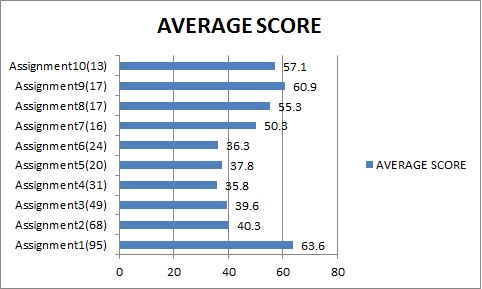 AVERAGE SCORE
Assignment10(13) 57.1
Assignment9(17) 60.9
Assignment8(17) 55.3
Assignment7(16) 50.3
Assignment6(24) 36.3
Assignment5(20) 37.8
Assignment4(31) 35.8
Assignment3(49) 39.6
Assignment2(68) 40.3
Assignment1(95) 63.6
0 20 40 60 80
AVERAGE SCORE